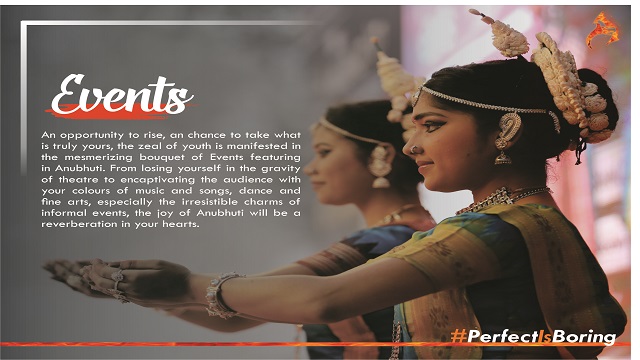 Events
An opportunity to rise, an chance to take what
is truly yours, the zeal of youth is manifested in
the mesmerizing bouquet of Events featuring
in Anubhuti. From losing yourself in the gravity
of theatre to encaptivating the audience with
your colours of music and songs, dance and
fine arts, especially the irresistible charms of
informal events, the joy of Anubhuti will be a
reverberation in your hearts.
#PerfectIsBoring